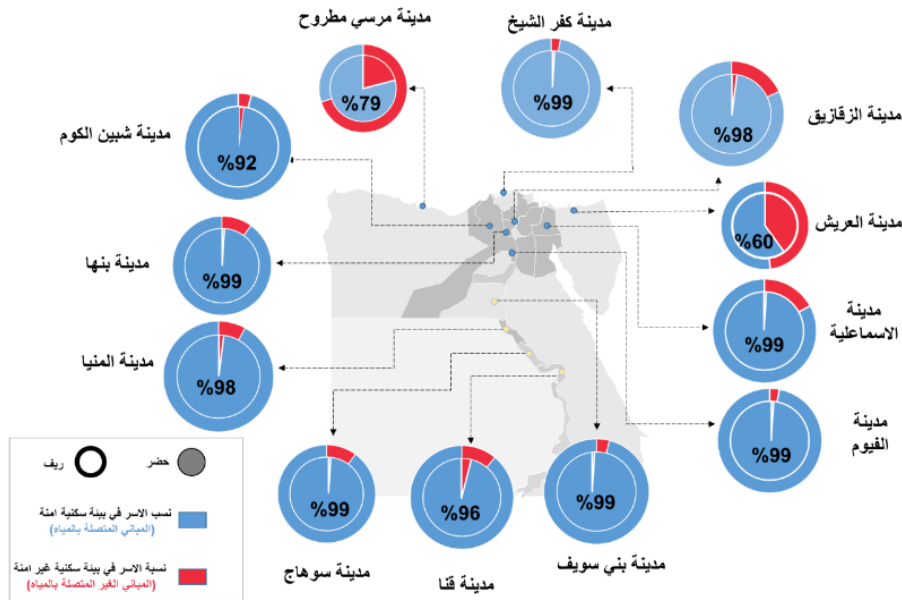 مدينة مرسي مطروح
%79
مدينة كفر الشيخ
%99
مدينة الزقازيق
%98
مدينة شبين الكوم
%92
مدينة العريش
%60
مدينة بنها
%99
مدينة
الاسماعلية
%99
مدينة المنيا
%98
مدينة
الفيوم
%99
%99
مدينة سوهاج
%96
مدينة قنا
%99
مدينة بني سويف
حضر
ريف
نسب الاسر في بيئة سكنية امنة
(المباني المتصلة بالمياه)
نسبة الاسر في بيئة سكنية غير امنة
(المباني الغير المتصلة بالمياه)